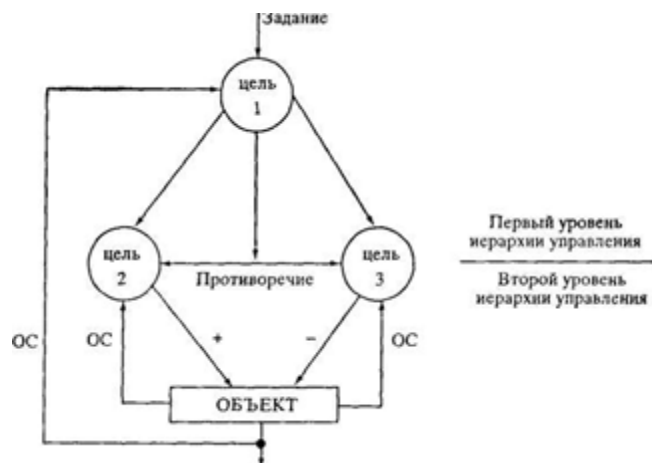 Задание
цель
1
цель
2
Противоречие
цель
3
Первый уровень
иерархии управления
Второй уровень
иерархии управления
ОС
ОС
+
−
ОС
ОБЪЕКТ